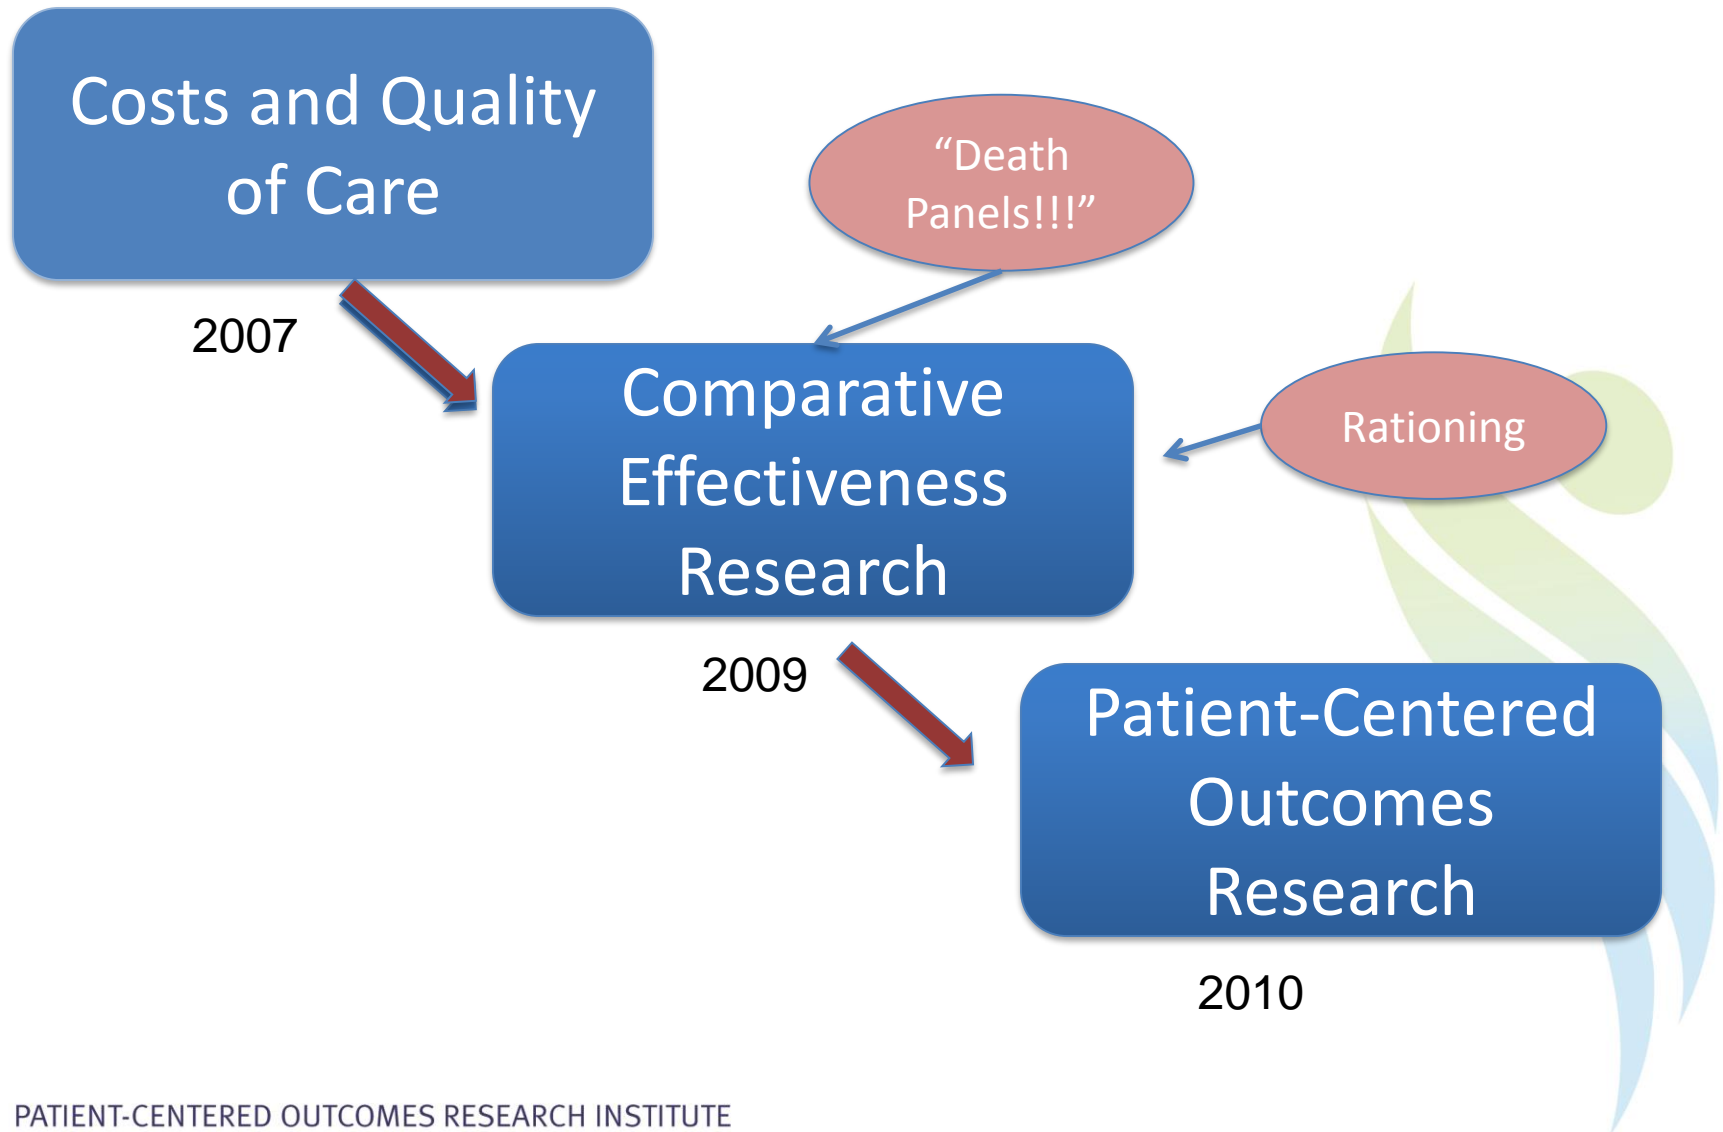 Costs and Quality
of Care
“Death
Panels!!!”
2007
Comparative
Effectiveness
Research
Rationing
2009
Patient-Centered
Outcomes
Research
2010
PATIENT-CENTERED OUTCOMES RESEARCH INSTITUTE